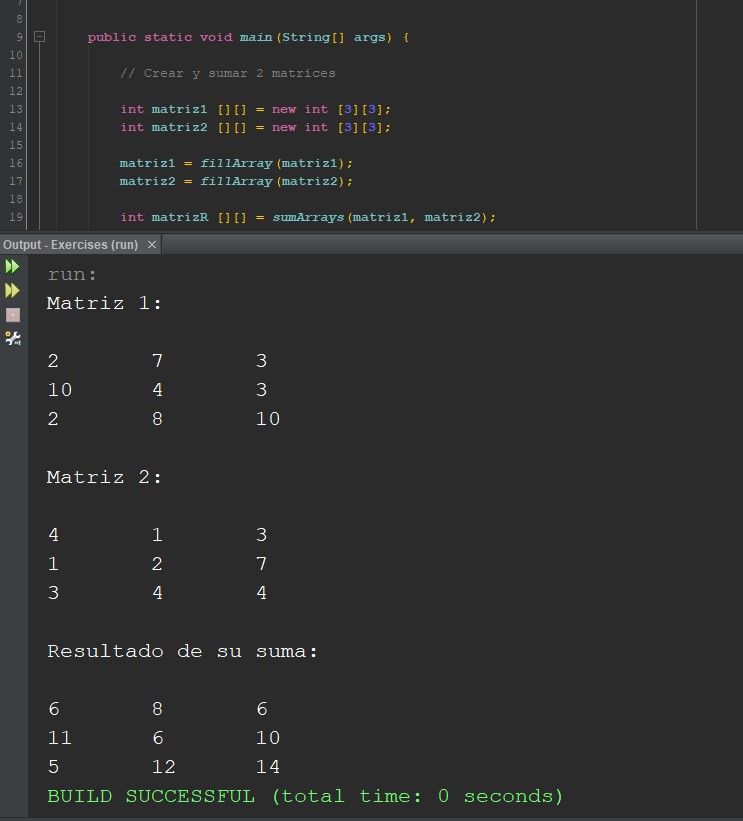 7
8
9 public static void main (String[] args) {
10
11 // Crear y sumar 2 matrices
12
13 int matriz1 [][] = new int [3][3];
14 int matriz2 [][] = new int [3][3];
15
16 matriz1 = fillArray(matriz1);
17 matriz2 = fillArray(matriz2);
18
19 int matrizR [][] = sumArrays(matriz1, matriz2);
Output - Exercises (run) ×
run:
Matriz 1:
2 7 3
10 4 3
2 8 10
Matriz 2:
4 1 3
1 2 7
3 4 4
Resultado de su suma:
6 8 6
11 6 10
5 12 14
BUILD SUCCESSFUL (total time: 0 seconds)